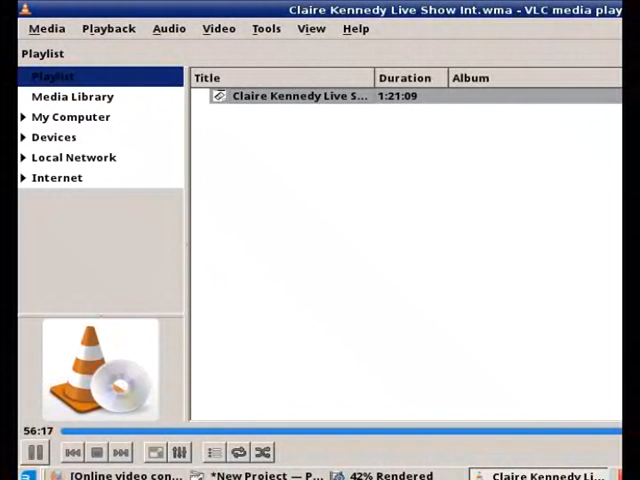 Claire Kennedy Live Show Int.wma - VLC media play
Media Playback Audio Video Tools View Help
Playlist
Playlist
Title Duration Album
Media Library
Claire Kennedy Live S... 1:21:09
My Computer
Devices
Local Network
Internet
56:17
[Online video con... *New Project — P... 42% Rendered Claire Kennedy Li...